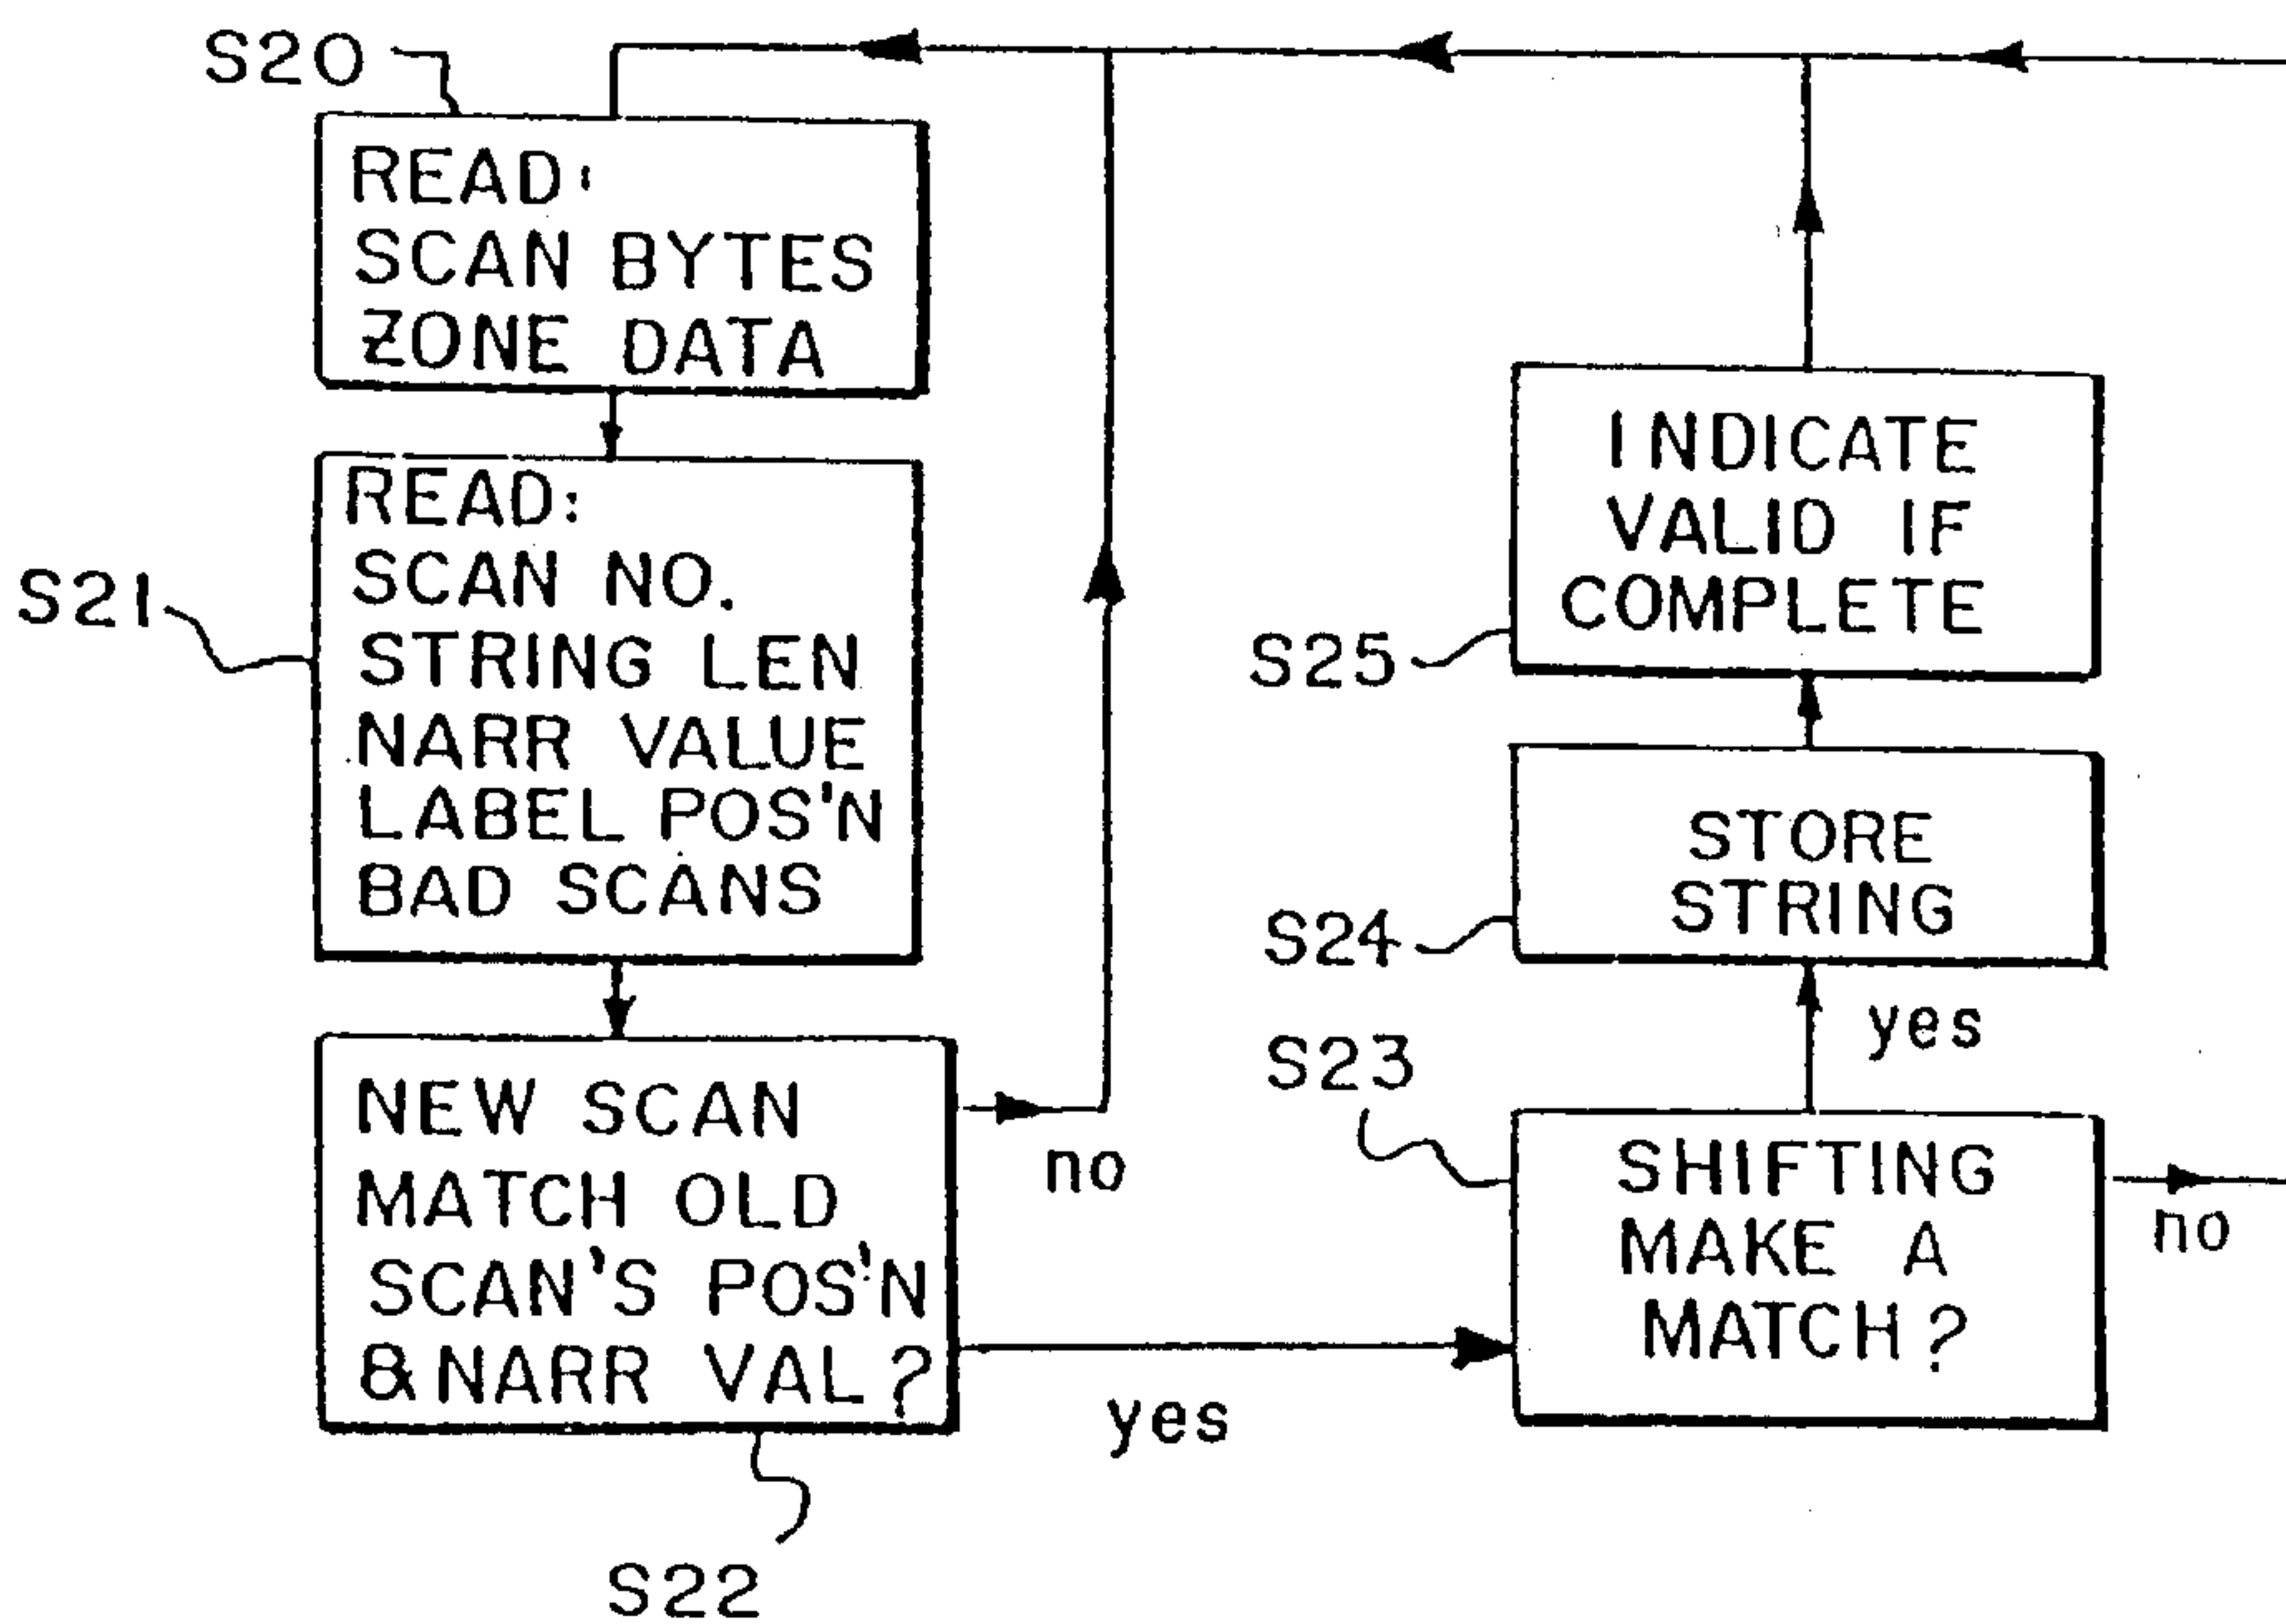 S20
READ:
SCAN BYTES
ZONE DATA
S21
READ:
SCAN NO.
STRING LEN
NARR VALUE
LABEL POS'N
BAD SCANS
NEW SCAN
MATCH OLD
SCAN'S POS'N
& NARR VAL?
no
yes
S22
S25
INDICATE
VALID IF
COMPLETE
S24
STORE
STRING
yes
S23
SHIFTING
MAKE A
MATCH?
no